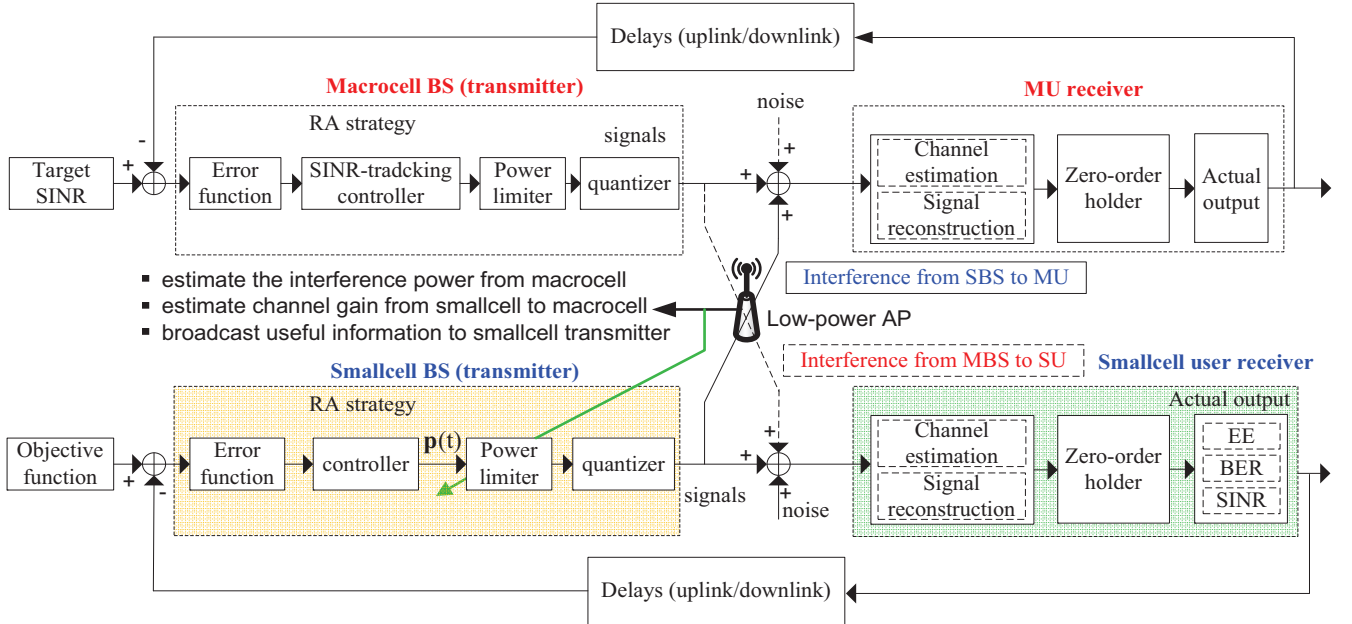 Delays (uplink/downlink)
Macrocell BS (transmitter)
MU receiver
noise
RA strategy
signals
-
+
+
+
+
Target
SINR
Error
function
SINR-tradcking
controller
Power
limiter
quantizer
Channel
estimation
Signal
reconstruction
Zero-order
holder
Actual
output
▪ estimate the interference power from macrocell
▪ estimate channel gain from smallcell to macrocell
▪ broadcast useful information to smallcell transmitter
Interference from SBS to MU
Low-power AP
Interference from MBS to SU
Smallcell BS (transmitter)
Smallcell user receiver
RA strategy
Actual output
Objective
function
+
-
Error
function
controller
p(t)
Power
limiter
quantizer
signals
+
+
+
noise
Channel
estimation
Signal
reconstruction
Zero-order
holder
EE
BER
SINR
Delays (uplink/downlink)